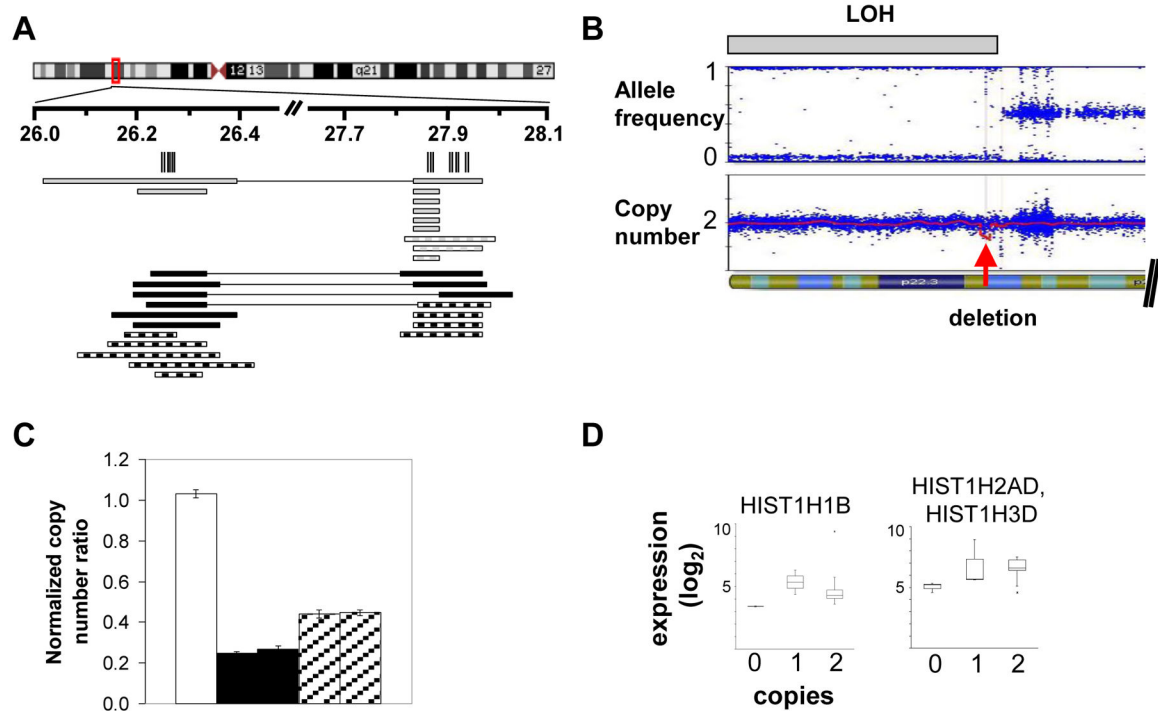 A
12 13 q21 27
26.0 26.2 26.4 27.7 27.9 28.1
B
LOH
Allele
frequency
1
0
Copy
number
2
p22.3
deletion
C
Normalized copy
number ratio
1.2
1.0
0.8
0.6
0.4
0.2
0.0
D
HIST1H1B
HIST1H2AD,
HIST1H3D
expression
(log2)
10
5
0 1 2
10
5
0 1 2
copies